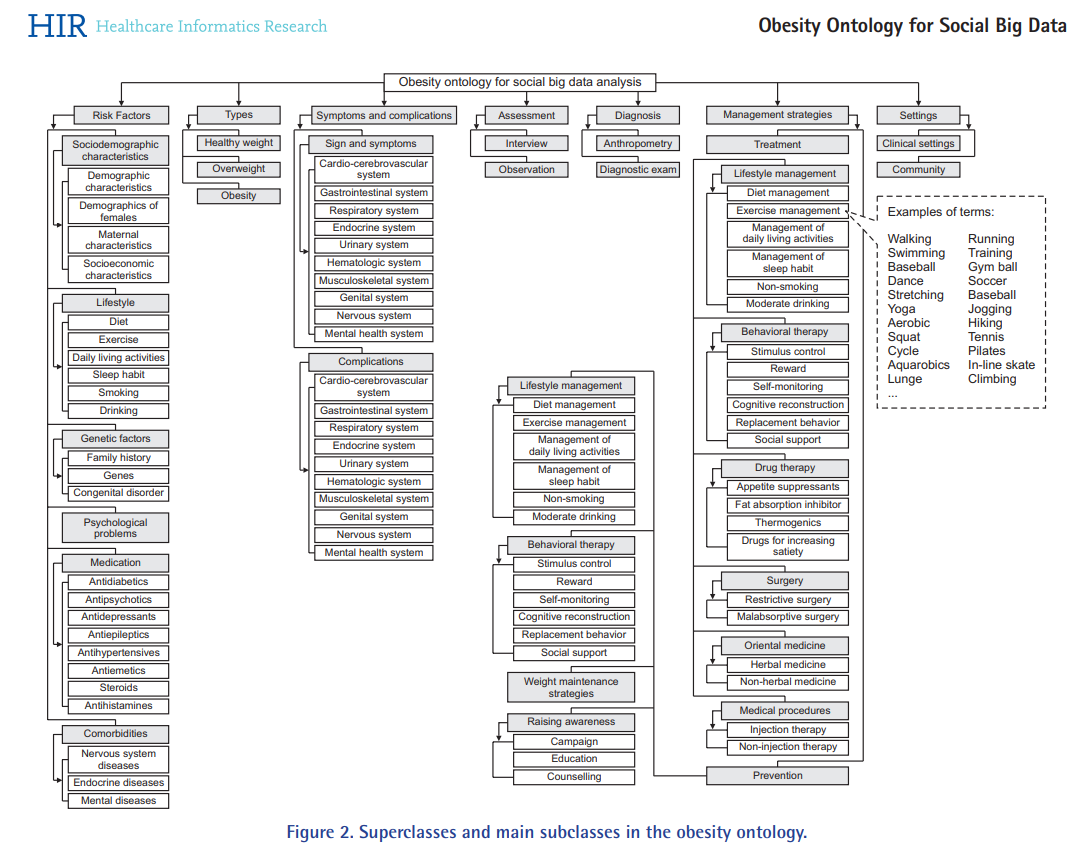 HIR Healthcare Informatics Research
Obesity Ontology for Social Big Data
Obesity ontology for social big data analysis
Risk Factors
Types
Symptoms and complications
Assessment
Diagnosis
Management strategies
Settings
Sociodemographic
characteristics
Demographic
characteristics
Demographics of
females
Maternal
characteristics
Socioeconomic
characteristics
Lifestyle
Diet
Exercise
Daily living activities
Sleep habit
Smoking
Drinking
Genetic factors
Family history
Genes
Congenital disorder
Psychological
problems
Medication
Antidiabetics
Antipsychotics
Antidepressants
Antiepileptics
Antihypertensives
Antiemetics
Steroids
Antihistamines
Comorbidities
Nervous system
diseases
Endocrine diseases
Mental diseases
Healthy weight
Overweight
Obesity
Sign and symptoms
Cardio-cerebrovascular
system
Gastrointestinal system
Respiratory system
Endocrine system
Urinary system
Hematologic system
Musculoskeletal system
Genital system
Nervous system
Mental health system
Complications
Cardio-cerebrovascular
system
Gastrointestinal system
Respiratory system
Endocrine system
Urinary system
Hematologic system
Musculoskeletal system
Genital system
Nervous system
Mental health system
Interview
Observation
Anthropometry
Diagnostic exam
Treatment
Lifestyle management
Diet management
Exercise management
Management of
daily living activities
Management of
sleep habit
Non-smoking
Moderate drinking
Behavioral therapy
Stimulus control
Reward
Self-monitoring
Cognitive reconstruction
Replacement behavior
Social support
Drug therapy
Appetite suppressants
Fat absorption inhibitor
Thermogenics
Drugs for increasing
satiety
Surgery
Restrictive surgery
Malabsorptive surgery
Oriental medicine
Herbal medicine
Non-herbal medicine
Medical procedures
Injection therapy
Non-injection therapy
Prevention
Lifestyle management
Diet management
Exercise management
Management of
daily living activities
Management of
sleep habit
Non-smoking
Moderate drinking
Behavioral therapy
Stimulus control
Reward
Self-monitoring
Cognitive reconstruction
Replacement behavior
Social support
Weight maintenance
strategies
Raising awareness
Campaign
Education
Counselling
Clinical settings
Community
Examples of terms:
Walking Running
Swimming Training
Baseball Gym ball
Dance Soccer
Stretching Baseball
Yoga Jogging
Aerobic Hiking
Squat Tennis
Cycle Pilates
Aquarobics In-line skate
Lunge Climbing
...
Figure 2. Superclasses and main subclasses in the obesity ontology.